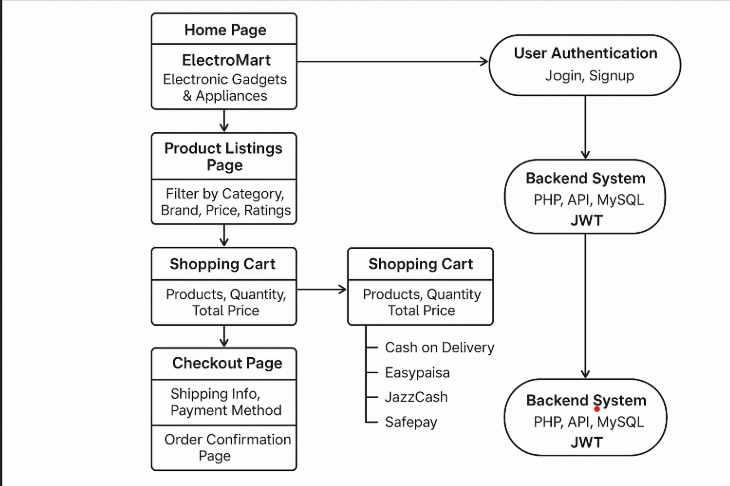 Home Page
ElectroMart
Electronic Gadgets
& Appliances
User Authentication
Jogin, Signup
Product Listings
Page
Filter by Category,
Brand, Price, Ratings
Backend System
PHP, API, MySQL
JWT
Shopping Cart
Products, Quantity,
Total Price
Shopping Cart
Products, Quantity
Total Price
Cash on Delivery
Easypaisa
JazzCash
Safepay
Checkout Page
Shipping Info,
Payment Method
Order Confirmation
Page
Backend System
PHP, API, MySQL
JWT